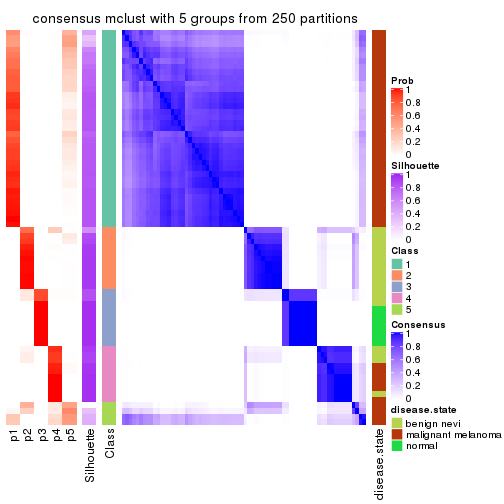 consensus mclust with 5 groups from 250 partitions
Prob
1
0.8
0.6
0.4
0.2
0
Silhouette
1
0.8
0.6
0.4
0.2
0
Class
1
2
3
4
5
Consensus
1
0.8
0.6
0.4
0.2
0
disease.state
benign nevi
malignant melanoma
normal
p1
p2
p3
p4
p5
Silhouette
Class
disease.state